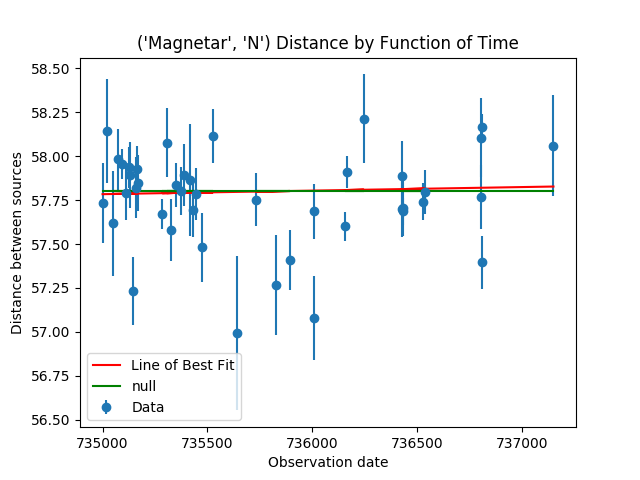 ('Magnetar', 'N') Distance by Function of Time
58.50
58.25
58.00
57.75
57.50
57.25
57.00
56.75
56.50
Distance between sources
Line of Best Fit
null
Data
735000 735500 736000 736500 737000
Observation date